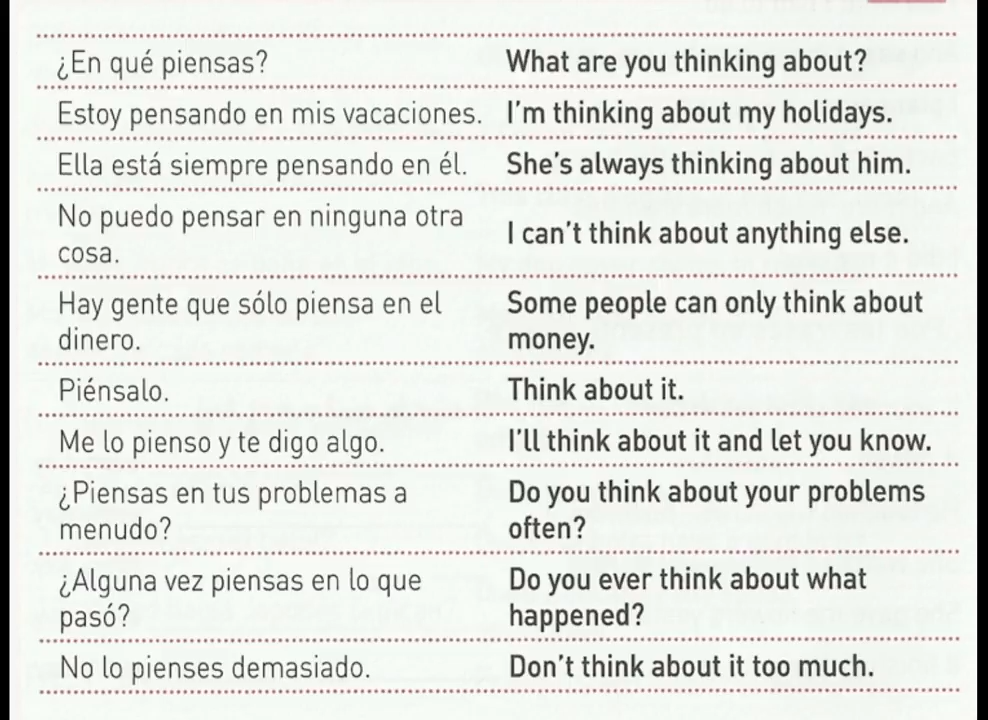 ¿En qué piensas? What are you thinking about?
Estoy pensando en mis vacaciones. I'm thinking about my holidays.
Ella está siempre pensando en él. She's always thinking about him.
No puedo pensar en ninguna otra
cosa.
I can't think about anything else.
Hay gente que sólo piensa en el
dinero.
Some people can only think about
money.
Piénsalo. Think about it.
Me lo pienso y te digo algo. I'll think about it and let you know.
¿Piensas en tus problemas a
menudo?
Do you think about your problems
often?
¿Alguna vez piensas en lo que
pasó?
Do you ever think about what
happened?
No lo pienses demasiado. Don't think about it too much.